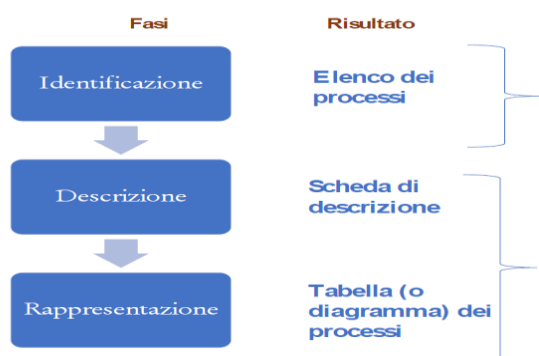 Fasi Risultato
Identificazione
Elenco dei
processi
Descrizione
Scheda di
descrizione
Rappresentazione
Tabella (o
diagramma) dei
processi